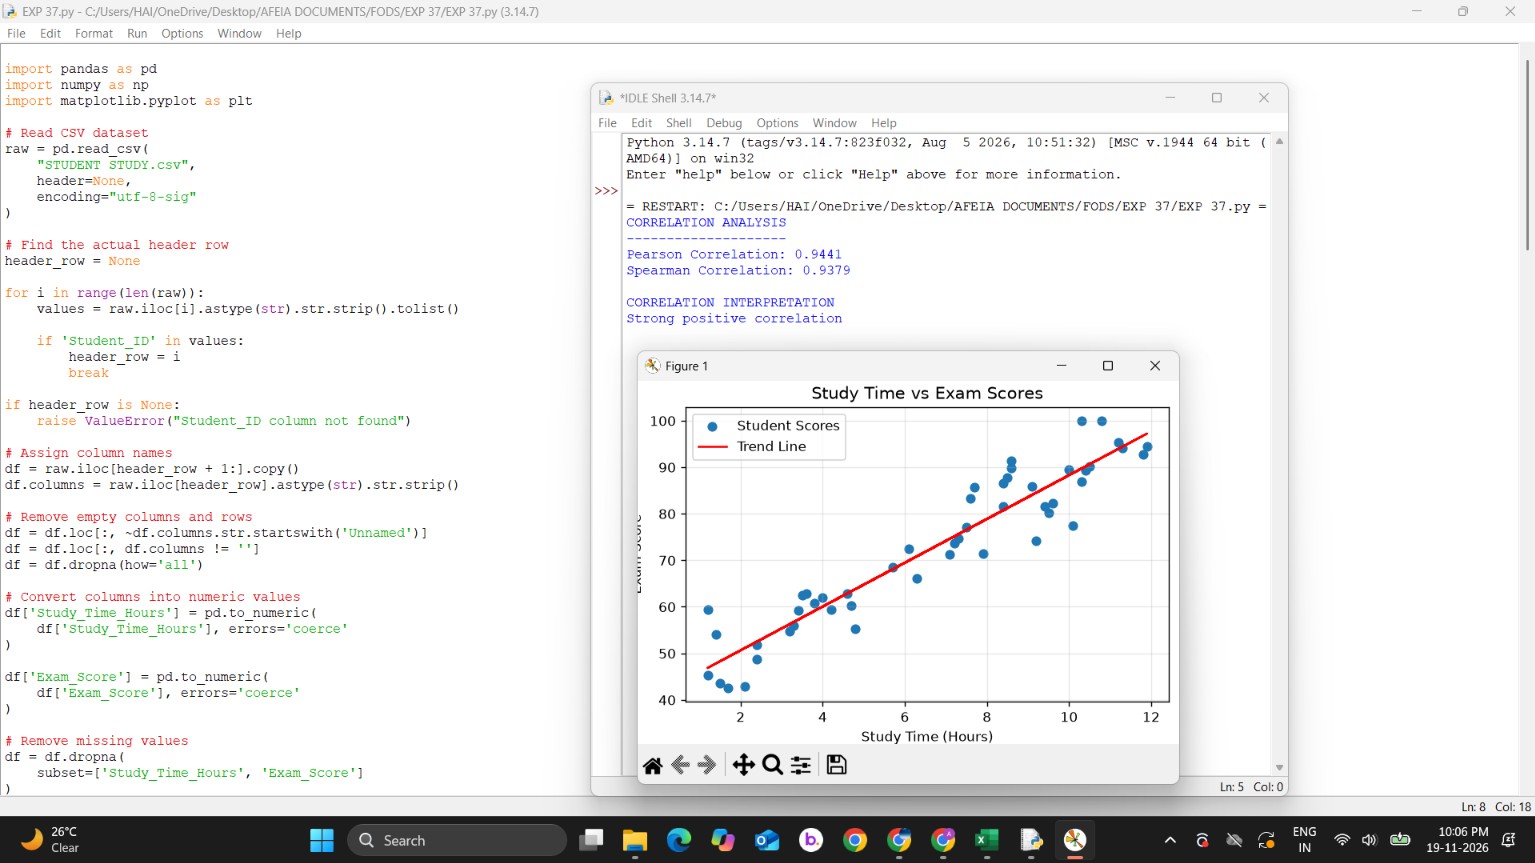 EXP 37.py - C:/Users/HAI/OneDrive/Desktop/AFEIA DOCUMENTS/FODS/EXP 37/EXP 37.py (3.14.7)
File Edit Format Run Options Window Help
import pandas as pd
import numpy as np
import matplotlib.pyplot as plt
# Read CSV dataset
raw = pd.read_csv(
    "STUDENT STUDY.csv",
    header=None,
    encoding="utf-8-sig"
)
# Find the actual header row
header_row = None
for i in range(len(raw)):
    values = raw.iloc[i].astype(str).str.strip().tolist()
    if 'Student_ID' in values:
        header_row = i
        break
if header_row is None:
    raise ValueError("Student_ID column not found")
# Assign column names
df = raw.iloc[header_row + 1:].copy()
df.columns = raw.iloc[header_row].astype(str).str.strip()
# Remove empty columns and rows
df = df.loc[:, ~df.columns.str.startswith('Unnamed')]
df = df.loc[:, df.columns != '']
df = df.dropna(how='all')
# Convert columns into numeric values
df['Study_Time_Hours'] = pd.to_numeric(
    df['Study_Time_Hours'], errors='coerce'
)
df['Exam_Score'] = pd.to_numeric(
    df['Exam_Score'], errors='coerce'
)
# Remove missing values
df = df.dropna(
    subset=['Study_Time_Hours', 'Exam_Score']
)
*IDLE Shell 3.14.7*
File Edit Shell Debug Options Window Help
Python 3.14.7 (tags/v3.14.7:823f032, Aug  5 2026, 10:51:32) [MSC v.1944 64 bit (
AMD64)] on win32
Enter "help" below or click "Help" above for more information.
>>>
= RESTART: C:/Users/HAI/OneDrive/Desktop/AFEIA DOCUMENTS/FODS/EXP 37/EXP 37.py =
CORRELATION ANALYSIS
--------------------
Pearson Correlation: 0.9441
Spearman Correlation: 0.9379
CORRELATION INTERPRETATION
Strong positive correlation
Figure 1
Study Time vs Exam Scores
Student Scores
Trend Line
100
90
80
70
60
50
40
2 4 6 8 10 12
Study Time (Hours)
Ln: 5 Col: 0
Ln: 8 Col: 18
26°C
Clear
Search
ENG
IN
10:06 PM
19-11-2026